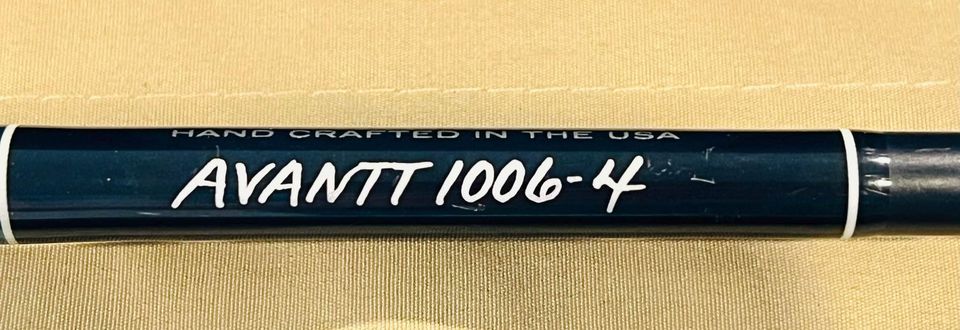 HAND CRAFTED IN THE USA
AVANTT 1006-4